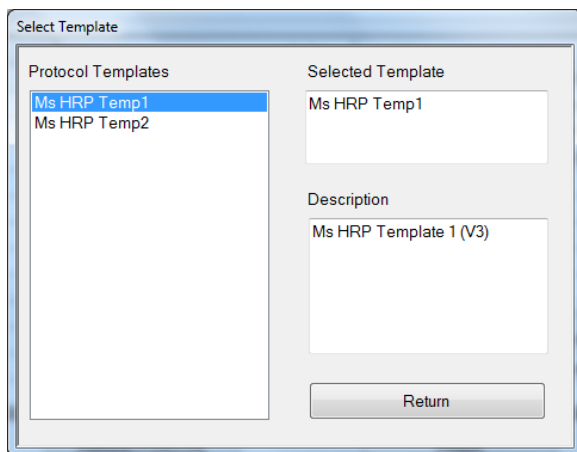 Select Template
Protocol Templates
Ms HRP Temp1
Ms HRP Temp2
Selected Template
Ms HRP Temp1
Description
Ms HRP Template 1 (V3)
Return